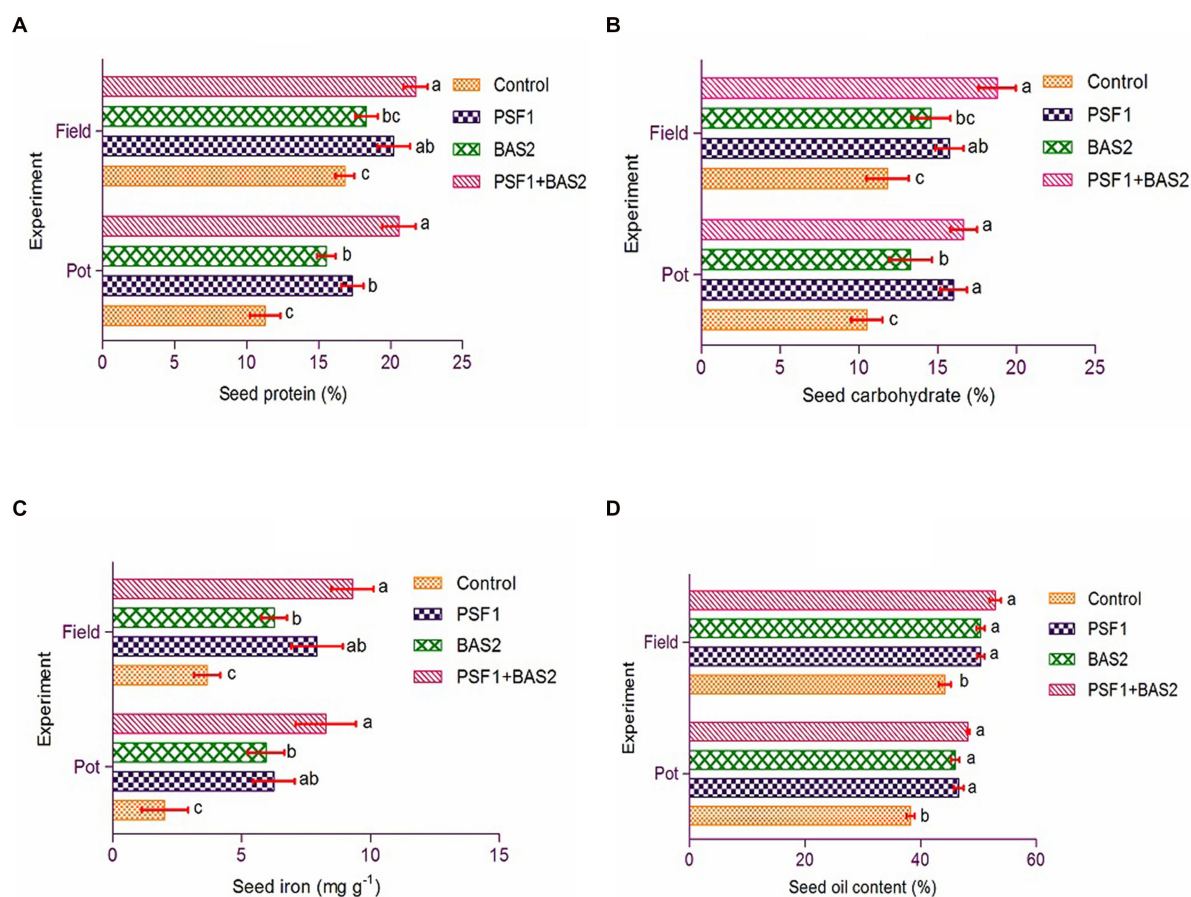 A
Control
PSF1
BAS2
PSF1+BAS2
Experiment
Field
Pot
a
bc
ab
c
a
b
b
c
0 5 10 15 20 25
Seed protein (%)
B
Control
PSF1
BAS2
PSF1+BAS2
Experiment
Field
Pot
a
bc
ab
c
a
b
a
c
0 5 10 15 20 25
Seed carbohydrate (%)
C
Control
PSF1
BAS2
PSF1+BAS2
Experiment
Field
Pot
a
b
ab
c
a
b
ab
c
0 5 10 15
Seed iron (mg g⁻¹)
D
Control
PSF1
BAS2
PSF1+BAS2
Experiment
Field
Pot
a
a
a
b
a
a
a
b
0 20 40 60
Seed oil content (%)